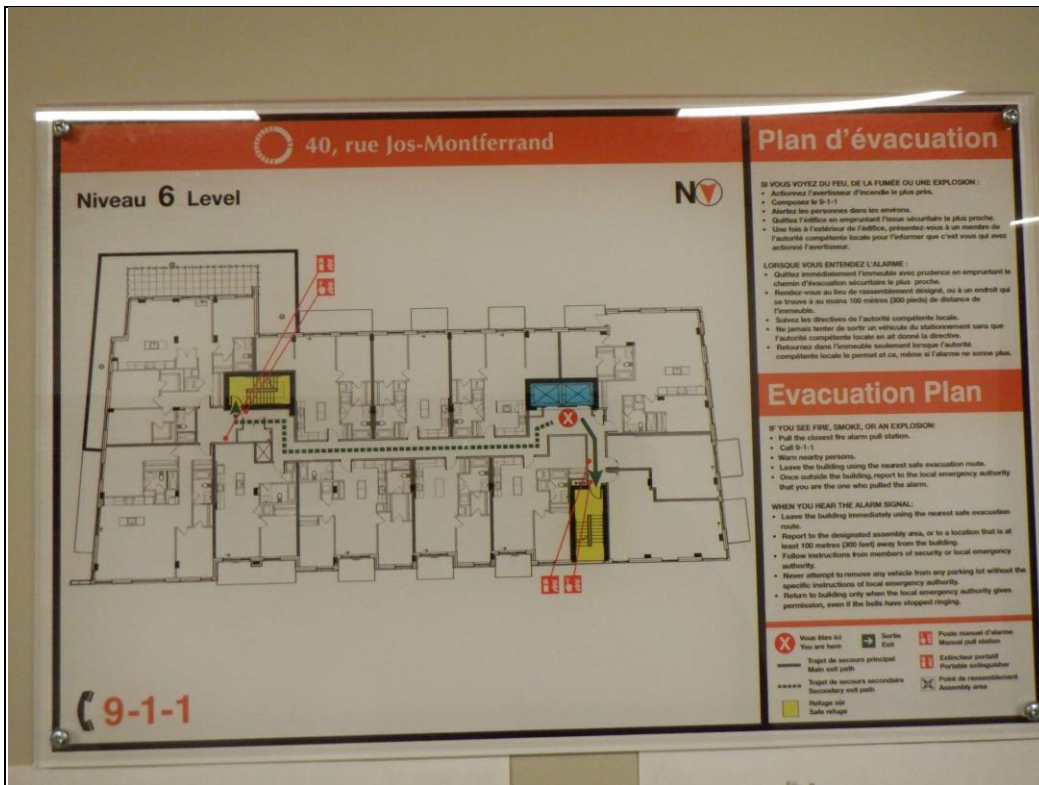 40, rue Jos-Montferrand
Niveau 6 Level
N
9-1-1
Plan d'évacuation
SI VOUS VOYEZ DU FEU, DE LA FUMÉE OU UNE EXPLOSION :
• Actionnez l'avertisseur d'incendie le plus près.
• Composez le 9-1-1
• Alertez les personnes dans les environs.
• Quittez l'édifice en empruntant l'issue sécuritaire la plus proche.
• Une fois à l'extérieur de l'édifice, présentez-vous à un membre de
l'autorité compétente locale pour l'informer que c'est vous qui avez
actionné l'avertisseur.
LORSQUE VOUS ENTENDEZ L'ALARME :
• Quittez immédiatement l'immeuble avec prudence en empruntant le
chemin d'évacuation sécuritaire le plus proche.
• Rendez-vous au lieu de rassemblement désigné, ou à un endroit qui
se trouve à au moins 100 mètres (300 pieds) de distance de
l'immeuble.
• Suivez les directives de l'autorité compétente locale.
• Ne jamais tenter de sortir un véhicule du stationnement sans que
l'autorité compétente locale en ait donné la directive.
• Retournez dans l'immeuble seulement lorsque l'autorité
compétente locale le permet et ce, même si l'alarme ne sonne plus.
Evacuation Plan
IF YOU SEE FIRE, SMOKE, OR AN EXPLOSION:
• Pull the closest fire alarm pull station.
• Call 9-1-1
• Warn nearby persons.
• Leave the building using the nearest safe evacuation route.
• Once outside the building, report to the local emergency authority
that you are the one who pulled the alarm.
WHEN YOU HEAR THE ALARM SIGNAL:
• Leave the building immediately using the nearest safe evacuation
route.
• Report to the designated assembly area, or to a location that is at
least 100 metres (300 feet) away from the building.
• Follow instructions from members of security or local emergency
authority.
• Never attempt to remove any vehicle from any parking lot without the
specific instructions of local emergency authority.
• Return to building only when the local emergency authority gives
permission, even if the bells have stopped ringing.
X
Vous êtes ici
You are here
Sortie
Exit
Poste manuel d'alarme
Manual pull station
Trajet de secours principal
Main exit path
Extincteur portatif
Portable extinguisher
Trajet de secours secondaire
Secondary exit path
Point de rassemblement
Assembly area
Refuge sûr
Safe refuge